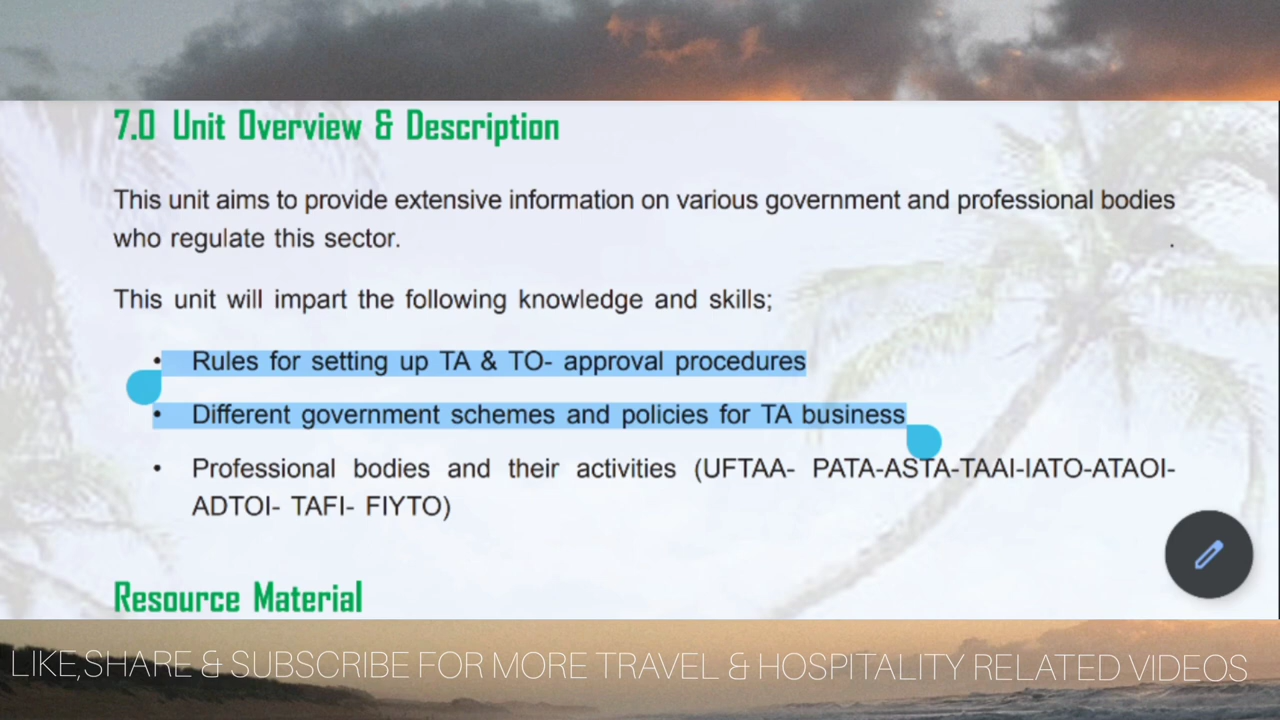 7.0 Unit Overview & Description
This unit aims to provide extensive information on various government and professional bodies
who regulate this sector.
This unit will impart the following knowledge and skills;
• Rules for setting up TA & TO- approval procedures
• Different government schemes and policies for TA business
• Professional bodies and their activities (UFTAA- PATA-ASTA-TAAI-IATO-ATAOI-
ADTOI- TAFI- FIYTO)
Resource Material
LIKE,SHARE & SUBSCRIBE FOR MORE TRAVEL & HOSPITALITY RELATED VIDEOS